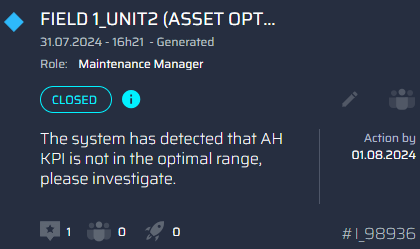 FIELD 1_UNIT2 (ASSET OPT...
31.07.2024 - 16h21 - Generated
Role: Maintenance Manager
CLOSED i
The system has detected that AH
KPI is not in the optimal range,
please investigate.
Action by
01.08.2024
1 0 0
#I_98936